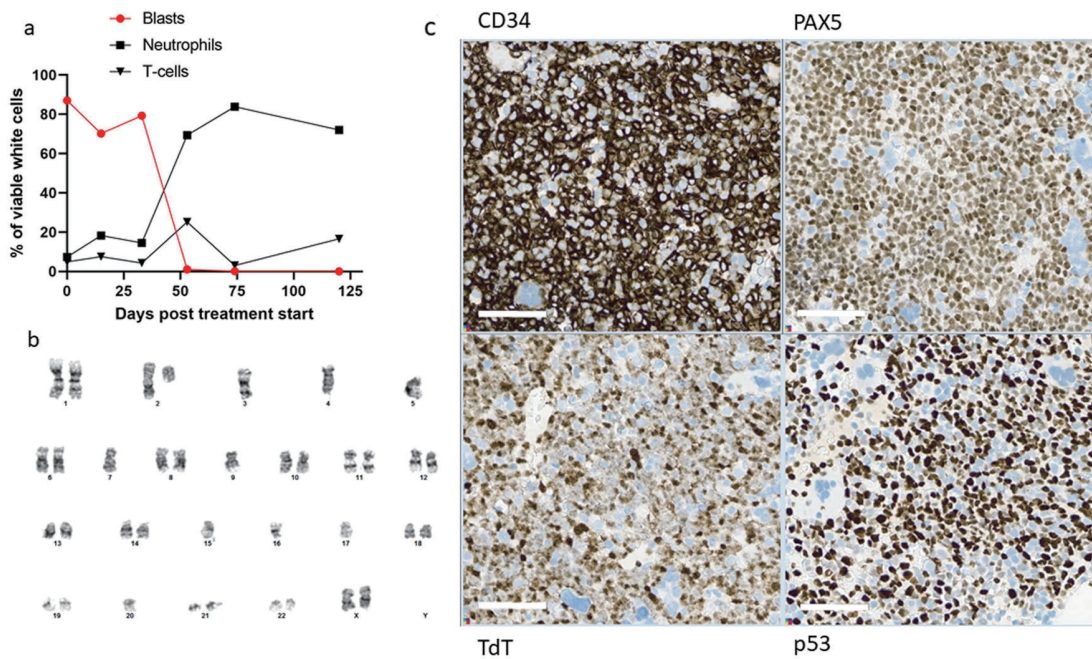 a
Blasts
Neutrophils
T-cells
100
80
60
40
20
0
% of viable white cells
0 25 50 75 100 125
Days post treatment start
b
1 2 3 4 5
6 7 8 9 10 11 12
13 14 15 16 17 18
19 20 21 22 X Y
c
CD34 PAX5
TdT p53